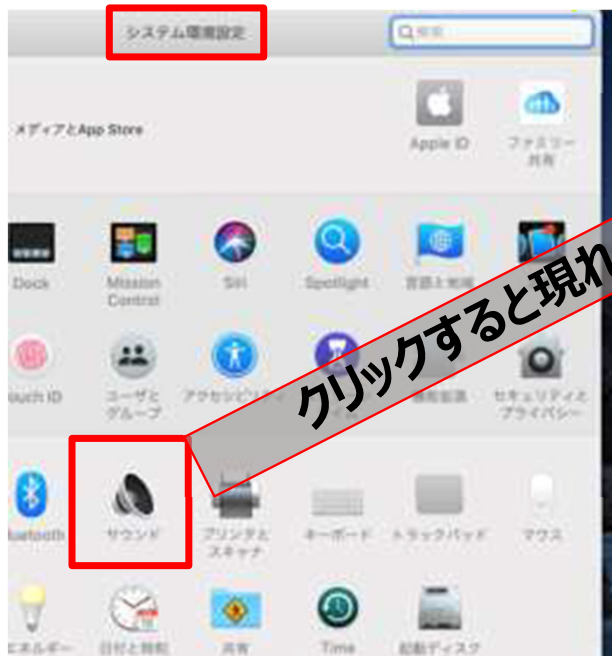 システム環境設定
検索
メディアとApp Store
Apple ID
ファミリー
共有
Dock
Mission
Control
Siri
Spotlight
言語と地域
クリックすると現れ
ouch ID
ユーザと
グループ
アクセシビリティ
機能拡張
セキュリティと
プライバシー
luetooth
サウンド
プリンタと
スキャナ
キーボード
トラックパッド
マウス
日付と時刻
共有
Time
起動ディスク